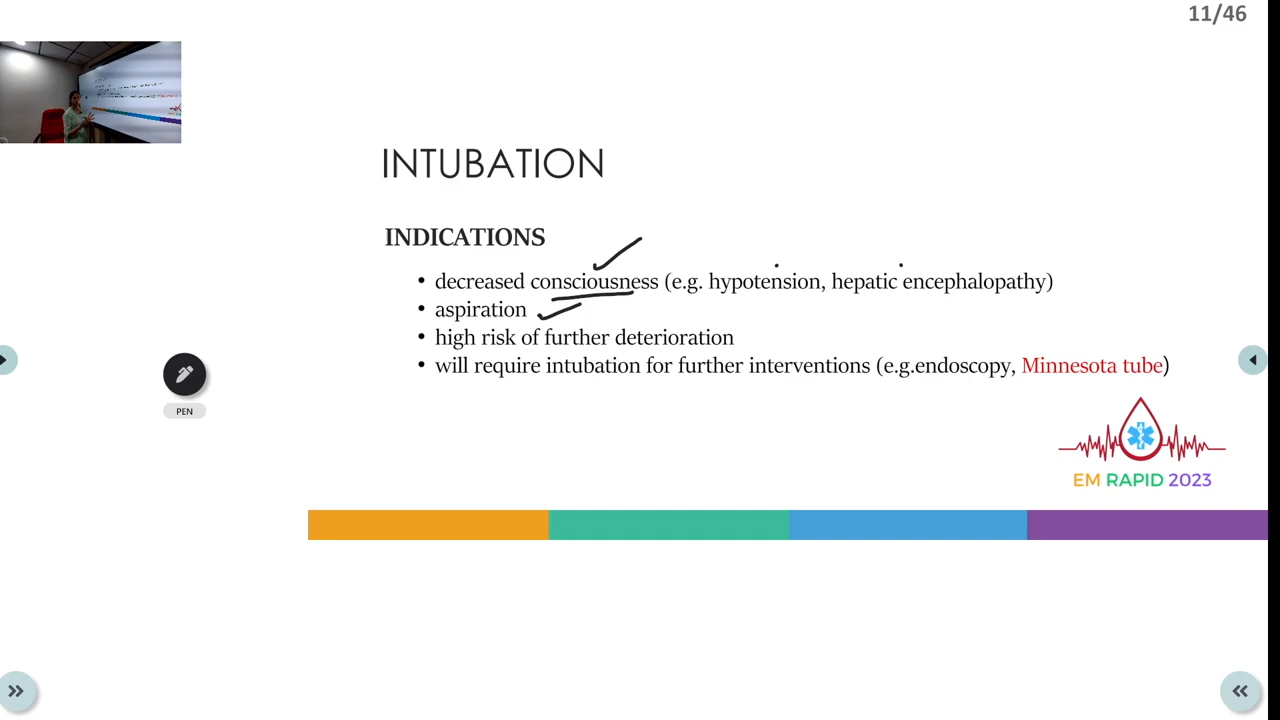 11/46
INTUBATION
INDICATIONS
• decreased consciousness (e.g. hypotension, hepatic encephalopathy)
• aspiration
• high risk of further deterioration
• will require intubation for further interventions (e.g.endoscopy, Minnesota tube)
PEN
EM RAPID 2023